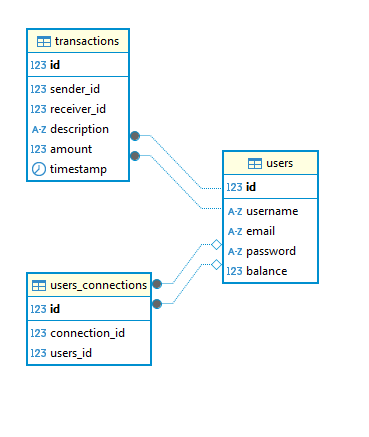 transactions
123 id
123 sender_id
123 receiver_id
A-Z description
123 amount
timestamp
users
123 id
A-Z username
A-Z email
A-Z password
123 balance
users_connections
123 id
123 connection_id
123 users_id